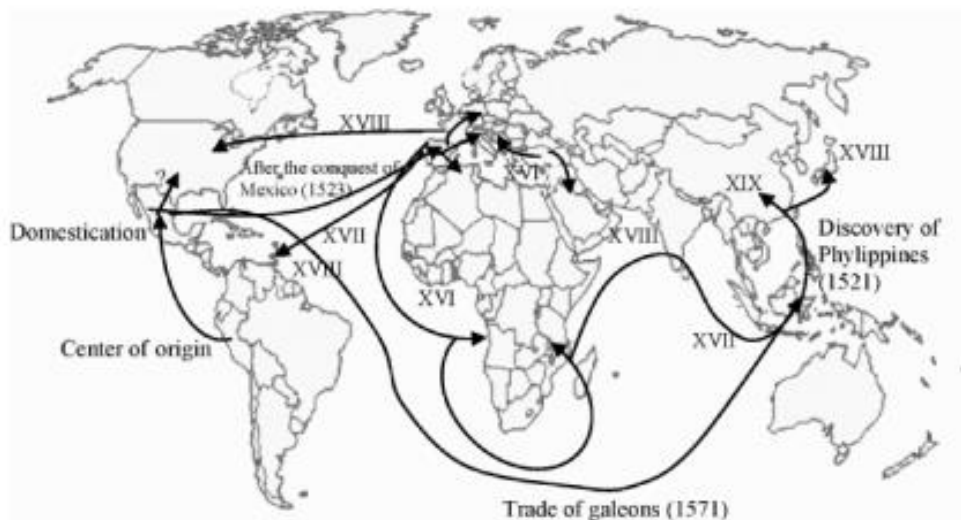 XVIII
After the conquest of
Mexico (1523)
?
XVI
XVIII
XIX
Domestication
XVII
XVIII
XVIII
Discovery of
Phylippines
(1521)
XVI
Center of origin
XVII
Trade of galeons (1571)